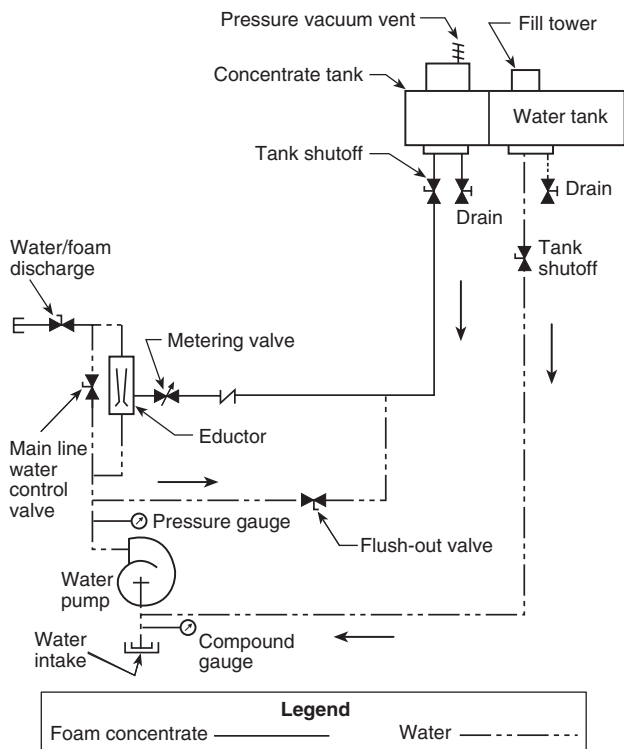 Pressure vacuum vent
Fill tower
Concentrate tank
Water tank
Tank shutoff
Drain
Drain
Water/foam
discharge
Tank
shutoff
Metering valve
Eductor
Main line
water
control
valve
Pressure gauge
Flush-out valve
Water
pump
Water
intake
Compound
gauge
Legend
Foam concentrate
Water